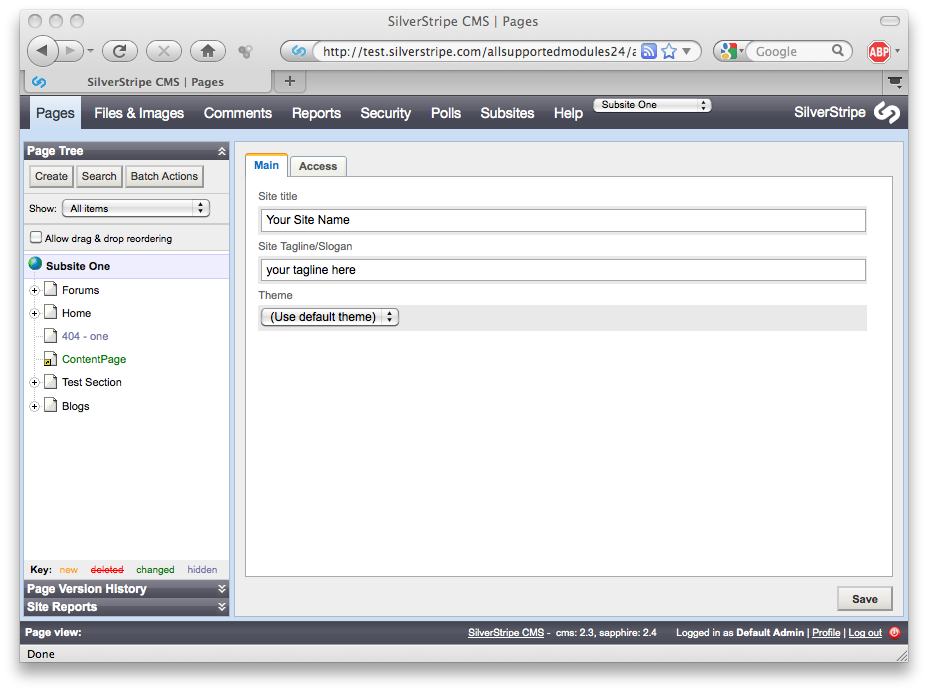 SilverStripe CMS | Pages
http://test.silverstripe.com/allsupportedmodules24/a
Google
ABP
SilverStripe CMS | Pages
Pages
Files & Images
Comments
Reports
Security
Polls
Subsites
Help
Subsite One
SilverStripe
Page Tree
Create
Search
Batch Actions
Show:
All items
Allow drag & drop reordering
Subsite One
Forums
Home
404 - one
ContentPage
Test Section
Blogs
Key: new deleted changed hidden
Page Version History
Site Reports
Main
Access
Site title
Your Site Name
Site Tagline/Slogan
your tagline here
Theme
(Use default theme)
Save
Page view:
SilverStripe CMS - cms: 2.3, sapphire: 2.4
Logged in as Default Admin | Profile | Log out
Done